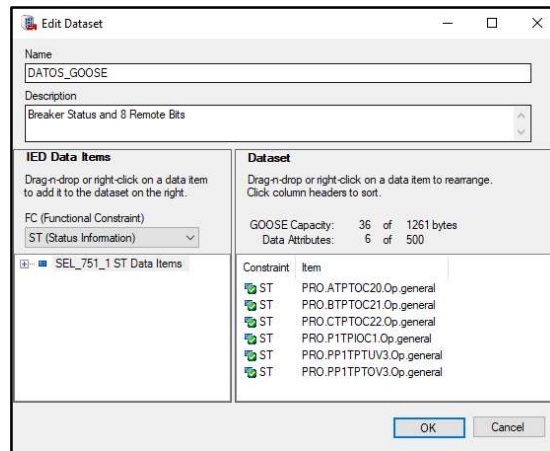 Edit Dataset
Name
DATOS_GOOSE
Description
Breaker Status and 8 Remote Bits
IED Data Items
Drag-n-drop or right-click on a data item
to add it to the dataset on the right.
FC (Functional Constraint)
ST (Status Information)
SEL_751_1 ST Data Items
Dataset
Drag-n-drop or right-click on a data item to rearrange.
Click column headers to sort.
GOOSE Capacity: 36 of 1261 bytes
Data Attributes: 6 of 500
Constraint Item
ST PRO.ATPTOC20.Op.general
ST PRO.BTPTOC21.Op.general
ST PRO.CTPTOC22.Op.general
ST PRO.P1TPIOC1.Op.general
ST PRO.PP1TPTUV3.Op.general
ST PRO.PP1TPTOV3.Op.general
OK Cancel